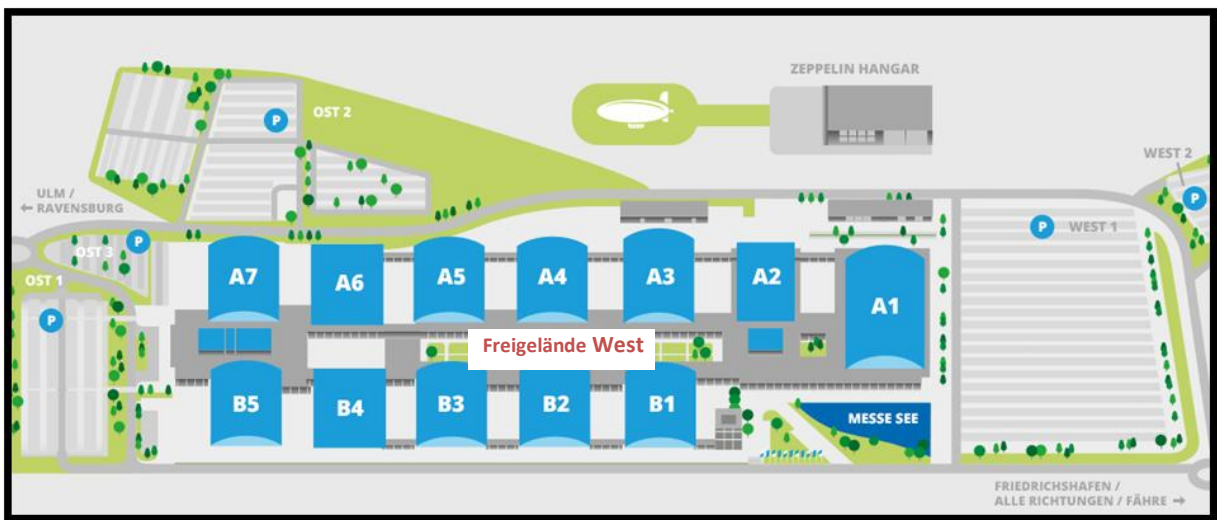 ZEPPELIN HANGAR
OST 2
P
WEST 2
P
ULM /
← RAVENSBURG
P
WEST 1
P
OST 3
OST 1
P
A7
A6
A5
A4
A3
A2
A1
Freigelände West
B5
B4
B3
B2
B1
MESSE SEE
FRIEDRICHSHAFEN /
ALLE RICHTUNGEN / FÄHRE →